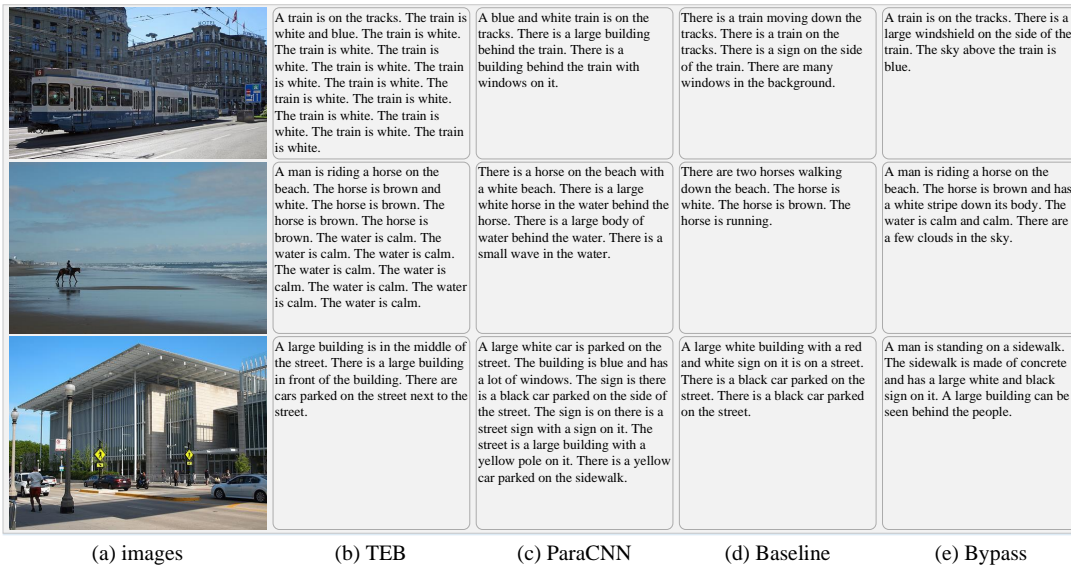 A train is on the tracks. The train is
white and blue. The train is white.
The train is white. The train is
white. The train is white. The train
is white. The train is white. The
train is white. The train is white.
The train is white. The train is
white. The train is white. The train
is white.
A blue and white train is on the
tracks. There is a large building
behind the train. There is a
building behind the train with
windows on it.
There is a train moving down the
tracks. There is a train on the
tracks. There is a sign on the side
of the train. There are many
windows in the background.
A train is on the tracks. There is a
large windshield on the side of the
train. The sky above the train is
blue.
A man is riding a horse on the
beach. The horse is brown and
white. The horse is brown. The
horse is brown. The horse is
brown. The water is calm. The
water is calm. The water is calm.
The water is calm. The water is
calm. The water is calm. The water
is calm. The water is calm.
There is a horse on the beach with
a white beach. There is a large
white horse in the water behind the
horse. There is a large body of
water behind the water. There is a
small wave in the water.
There are two horses walking
down the beach. The horse is
white. The horse is brown. The
horse is running.
A man is riding a horse on the
beach. The horse is brown and has
a white stripe down its body. The
water is calm and calm. There are
a few clouds in the sky.
A large building is in the middle of
the street. There is a large building
in front of the building. There are
cars parked on the street next to the
street.
A large white car is parked on the
street. The building is blue and has
a lot of windows. The sign is there
is a black car parked on the side of
the street. The sign on there is a
street sign with a sign on it. The
street is a large building with a
yellow pole on it. There is a yellow
car parked on the sidewalk.
A large white building with a red
and white sign on it is on a street.
There is a black car parked on the
street. There is a black car parked
on the street.
A man is standing on a sidewalk.
The sidewalk is made of concrete
and has a large white and black
sign on it. A large building can be
seen behind the people.
(a) images
(b) TEB
(c) ParaCNN
(d) Baseline
(e) Bypass